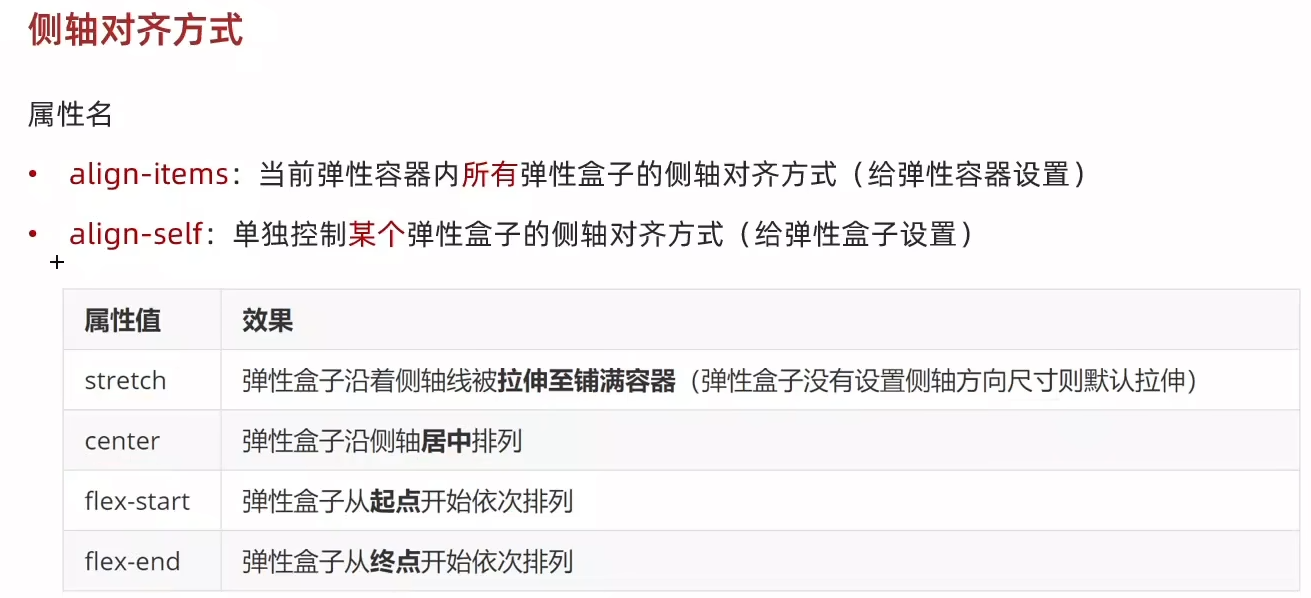 侧轴对齐方式
属性名
• align-items：当前弹性容器内所有弹性盒子的侧轴对齐方式（给弹性容器设置）
• align-self：单独控制某个弹性盒子的侧轴对齐方式（给弹性盒子设置）
属性值 效果
stretch 弹性盒子沿着侧轴线被拉伸至铺满容器（弹性盒子没有设置侧轴方向尺寸则默认拉伸）
center 弹性盒子沿侧轴居中排列
flex-start 弹性盒子从起点开始依次排列
flex-end 弹性盒子从终点开始依次排列